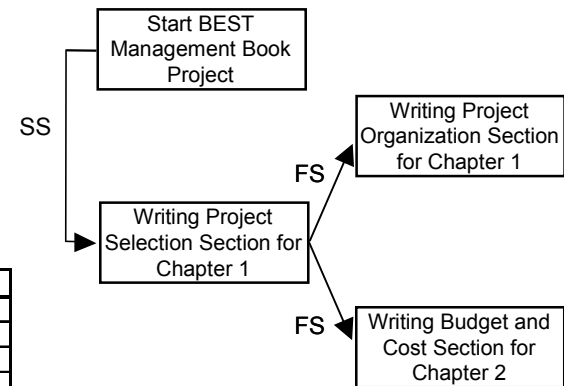 Start BEST
Management Book
Project
SS
Writing Project
Organization Section
for Chapter 1
FS
Writing Project
Selection Section for
Chapter 1
FS
Writing Budget and
Cost Section for
Chapter 2